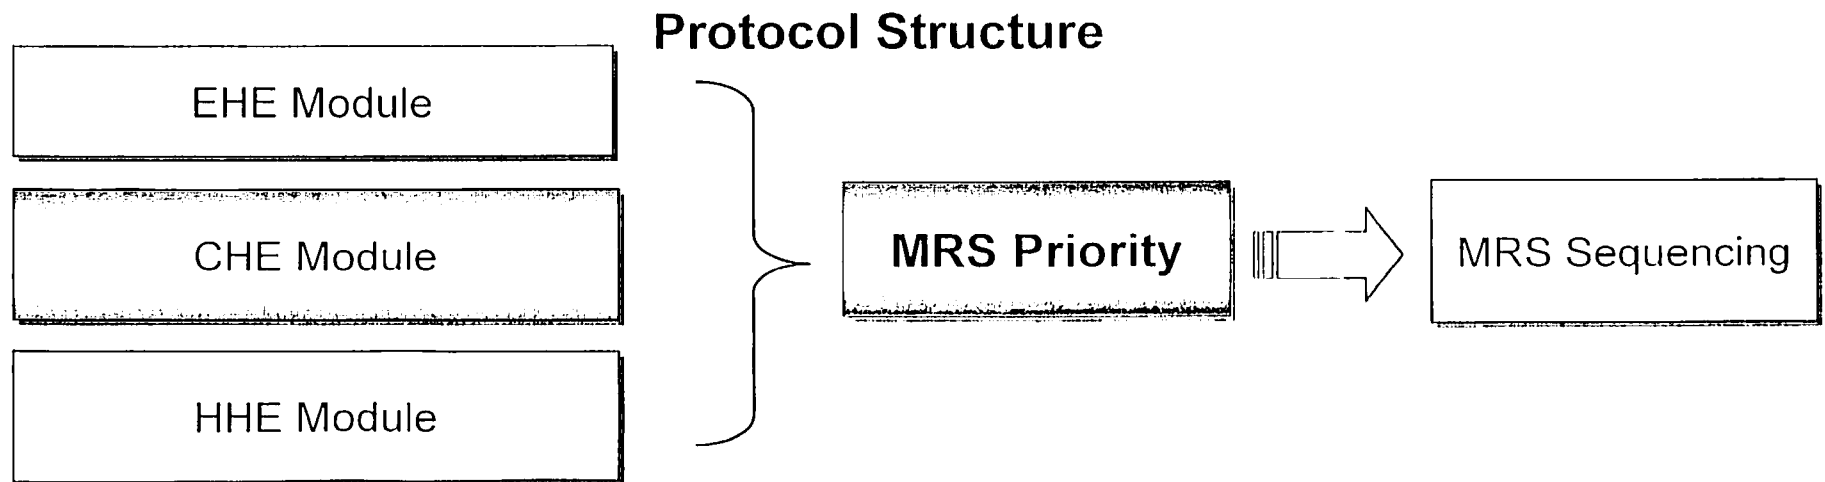 Protocol Structure
EHE Module
CHE Module
HHE Module
MRS Priority
MRS Sequencing